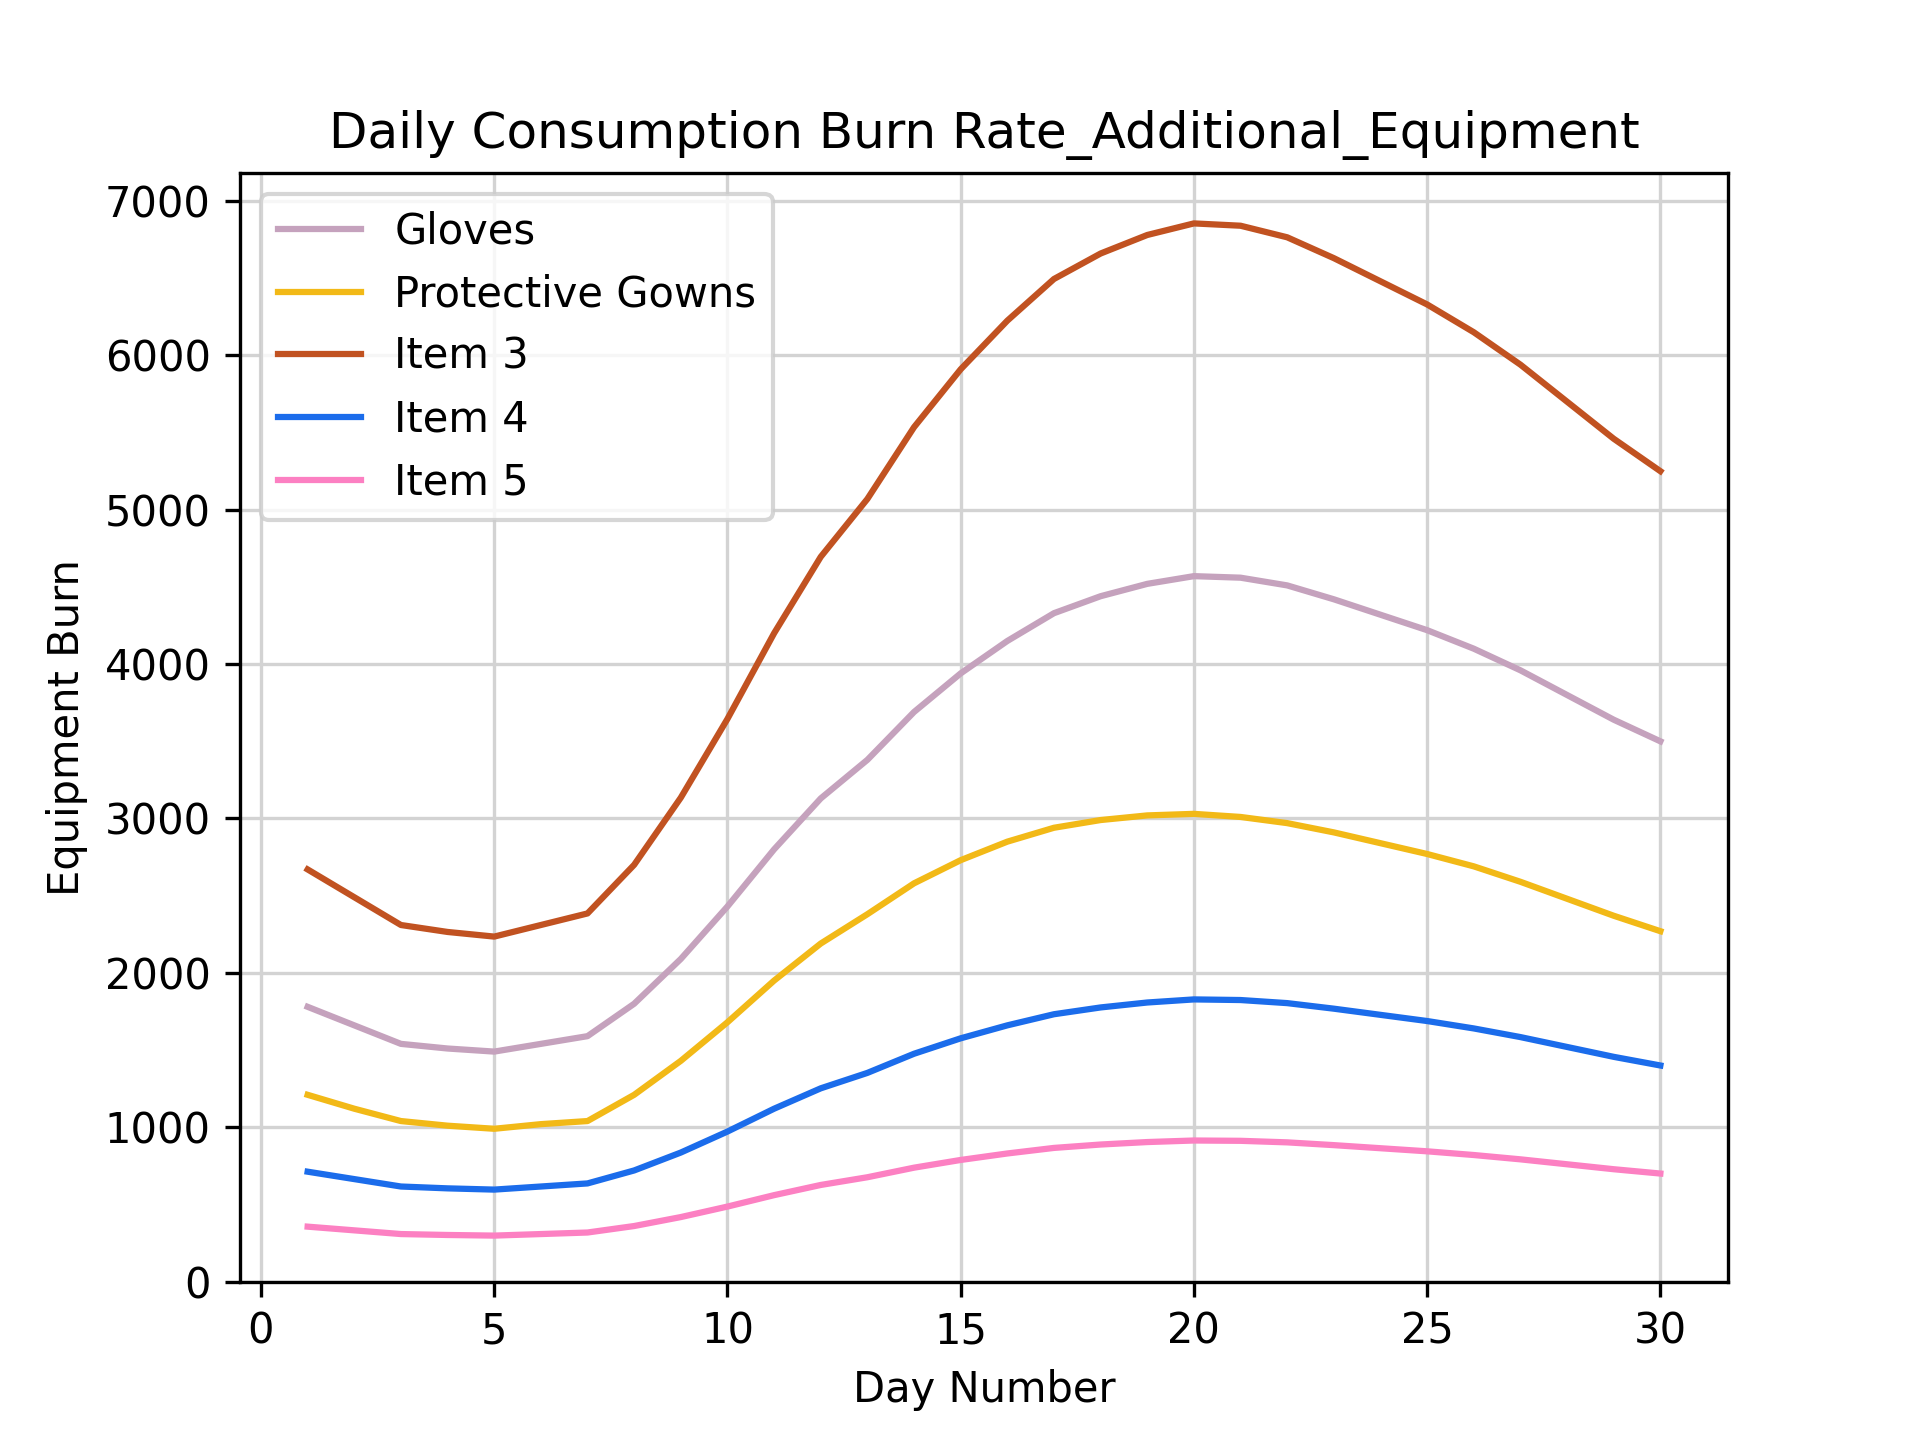 Daily Consumption Burn Rate_Additional_Equipment
7000
6000
5000
4000
3000
2000
1000
0
Equipment Burn
Gloves
Protective Gowns
Item 3
Item 4
Item 5
0 5 10 15 20 25 30
Day Number